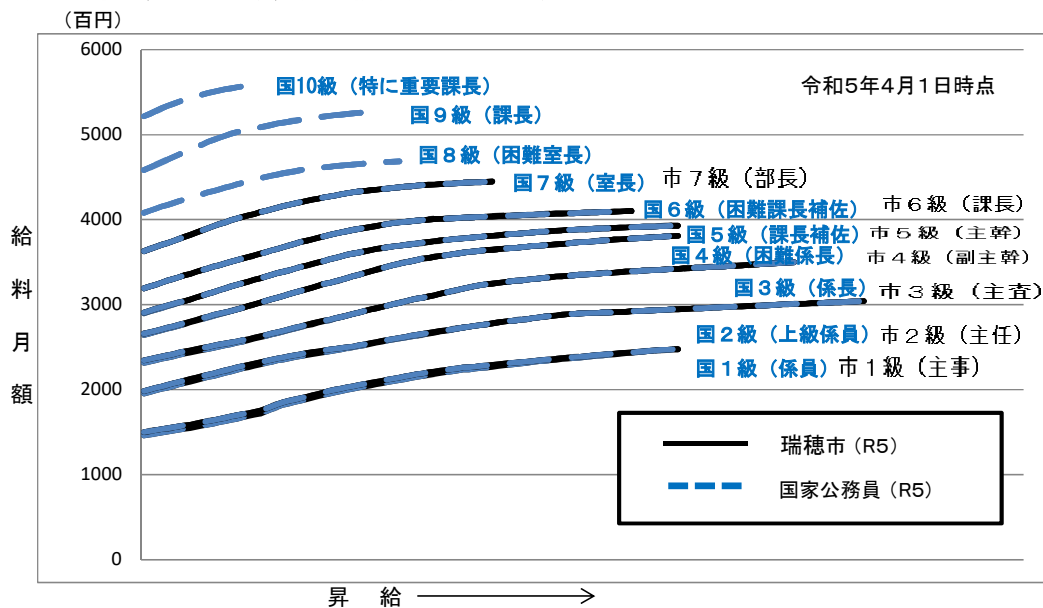 （百円）
6000
5000
4000
3000
2000
1000
0
給料月額
令和5年4月1日時点
国10級（特に重要課長）
国９級（課長）
国８級（困難室長）
国７級（室長） 市７級（部長）
国６級（困難課長補佐） 市６級（課長）
国５級（課長補佐） 市５級（主幹）
国４級（困難係長） 市４級（副主幹）
国３級（係長） 市３級（主査）
国２級（上級係員） 市２級（主任）
国１級（係員） 市１級（主事）
瑞穂市（R5）
国家公務員（R5）
昇給